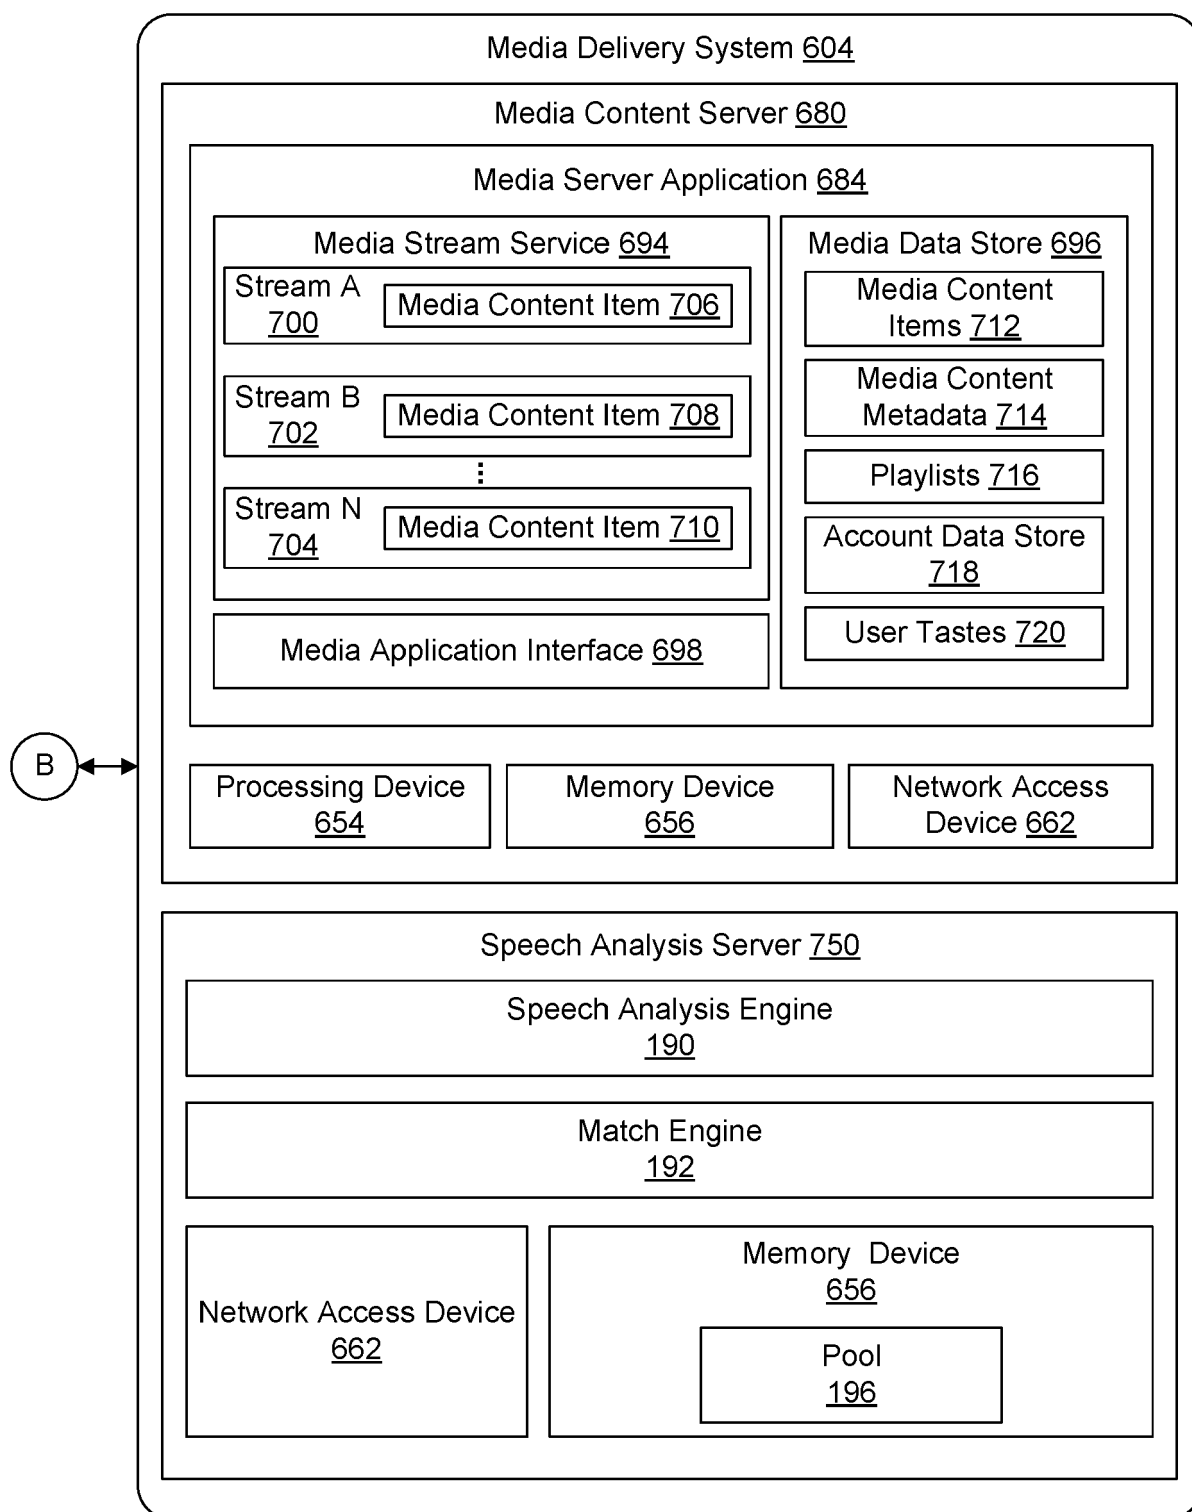 Media Delivery System 604
Media Content Server 680
Media Server Application 684
Media Stream Service 694
Stream A
700
Media Content Item 706
Stream B
702
Media Content Item 708
Stream N
704
Media Content Item 710
Media Application Interface 698
Media Data Store 696
Media Content
Items 712
Media Content
Metadata 714
Playlists 716
Account Data Store
718
User Tastes 720
B
Processing Device
654
Memory Device
656
Network Access
Device 662
Speech Analysis Server 750
Speech Analysis Engine
190
Match Engine
192
Network Access Device
662
Memory Device
656
Pool
196